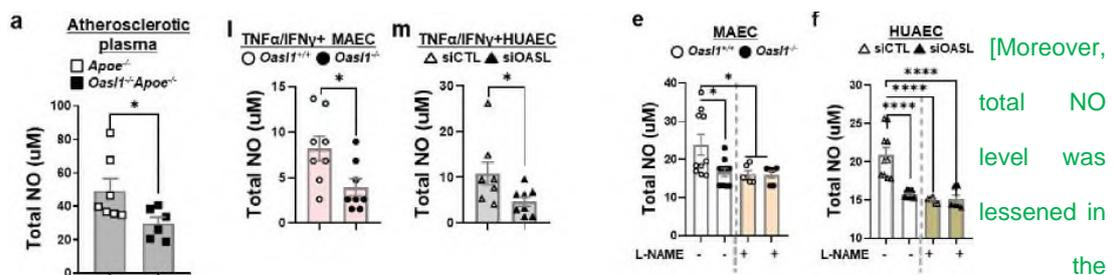 a
Atherosclerotic
plasma
□ Apoe-/-
■ Oasl1-/-Apoe-/-
Total NO (uM)
100
80
60
40
20
0
*
l
TNFα/IFNγ+ MAEC
○ Oasl1+/+ ● Oasl1-/-
Total NO (uM)
15
10
5
0
*
m
TNFα/IFNγ+HUAEC
△ siCTL ▲ siOASL
Total NO (uM)
30
20
10
0
*
e
MAEC
○ Oasl1+/+ ● Oasl1-/-
Total NO (uM)
40
30
20
10
0
*
*
L-NAME - - + +
f
HUAEC
△ siCTL ▲ siOASL
Total NO (uM)
30
25
20
15
10
****
****
****
- - + +
[Moreover,
total NO
level was
lessened in
the